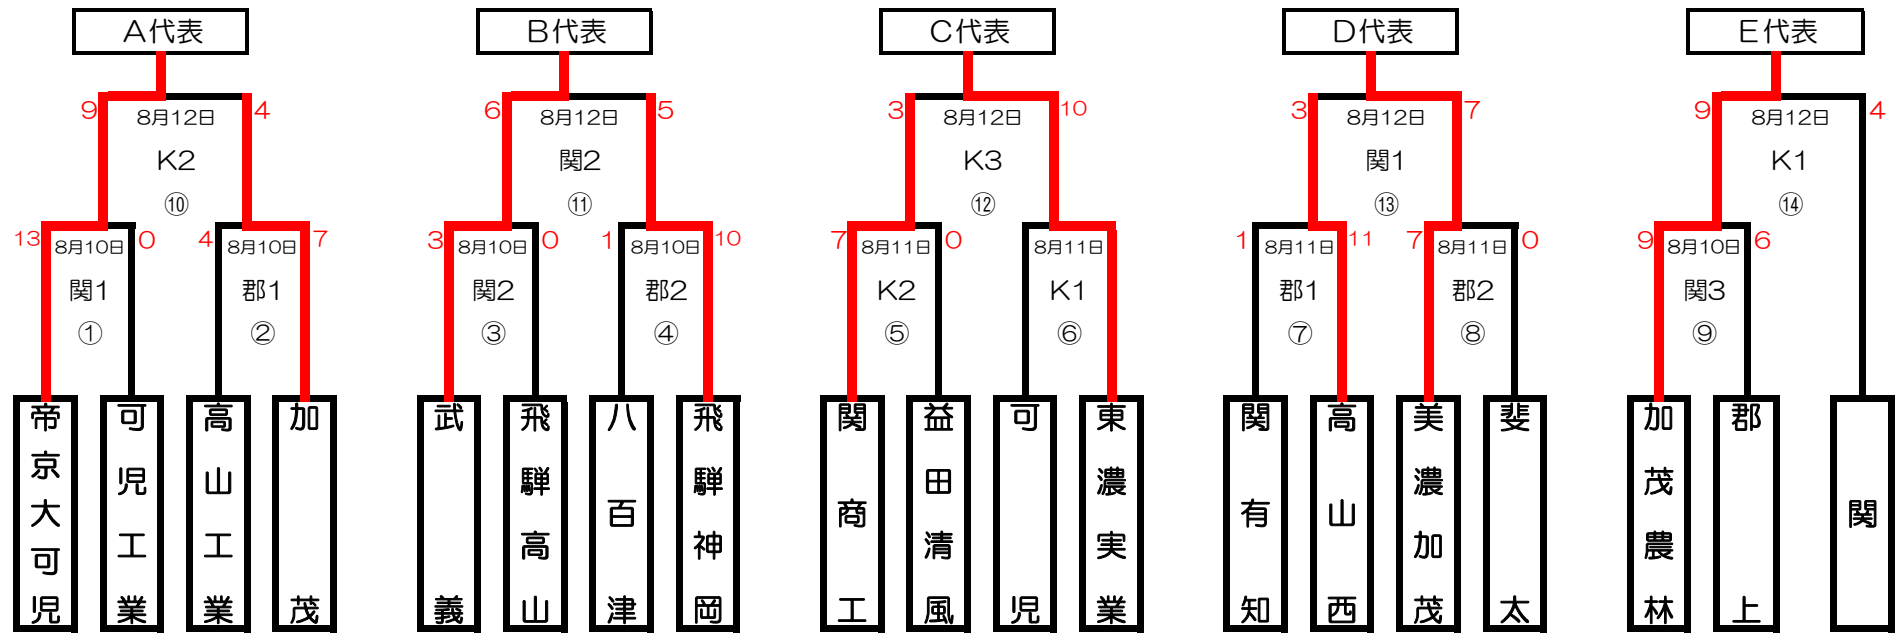 A代表 B代表 C代表 D代表 E代表
9 4 6 5 3 10 3 7 9 4
8月12日 8月12日 8月12日 8月12日 8月12日
K2 関2 K3 関1 K1
⑩ ⑪ ⑫ ⑬ ⑭
13 0 4 7 3 0 1 10 7 0 1 11 7 0 9 6
8月10日 8月10日 8月10日 8月10日 8月11日 8月11日 8月11日 8月11日 8月10日
関1 郡1 関2 郡2 K2 K1 郡1 郡2 関3
① ② ③ ④ ⑤ ⑥ ⑦ ⑧ ⑨
帝京大可児
可児工業
高山工業
加茂
武義
飛騨高山
八百津
飛騨神岡
関商工
益田清風
可児
東濃実業
関有知
高山西
美濃加茂
斐太
加茂農林
郡上
関